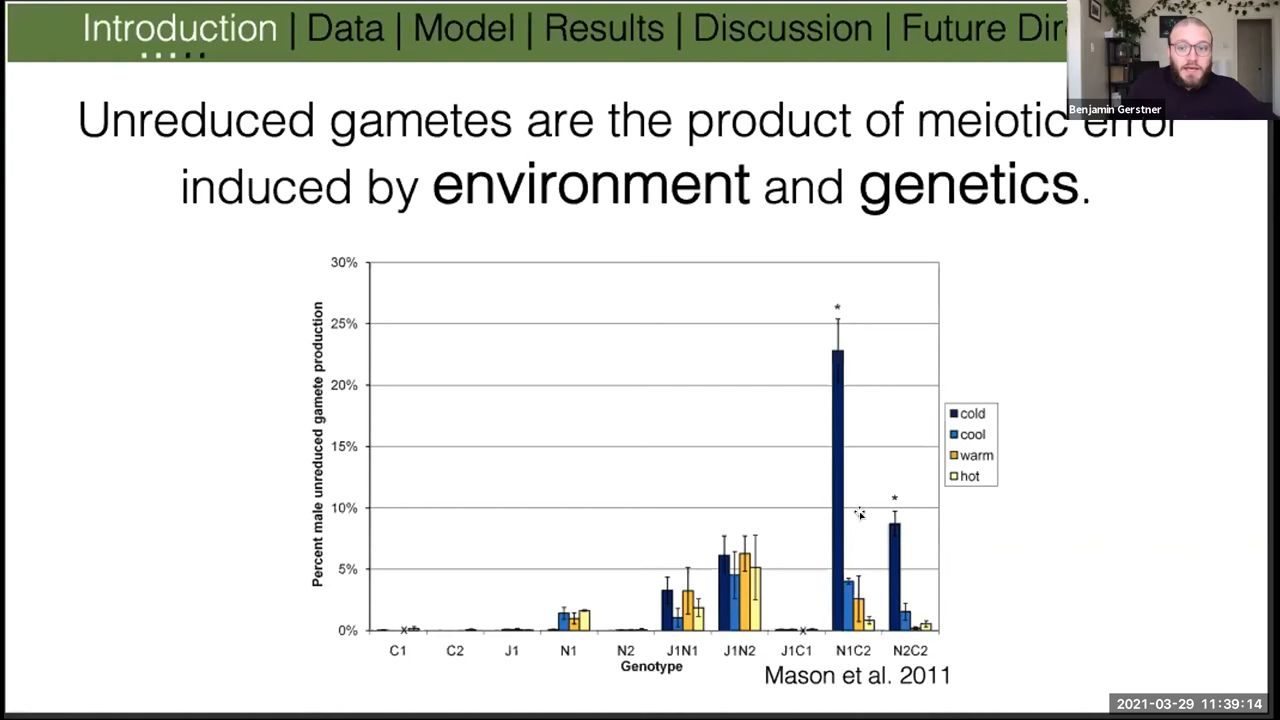 Introduction | Data | Model | Results | Discussion | Future Dir
Benjamin Gerstner
Unreduced gametes are the product of meiotic error
induced by environment and genetics.
30%
25%
20%
15%
10%
5%
0%
Percent male unreduced gamete production
*
*
x
x
cold
cool
warm
hot
C1 C2 J1 N1 N2 J1N1 J1N2 J1C1 N1C2 N2C2
Genotype
Mason et al. 2011
2021-03-29 11:39:14